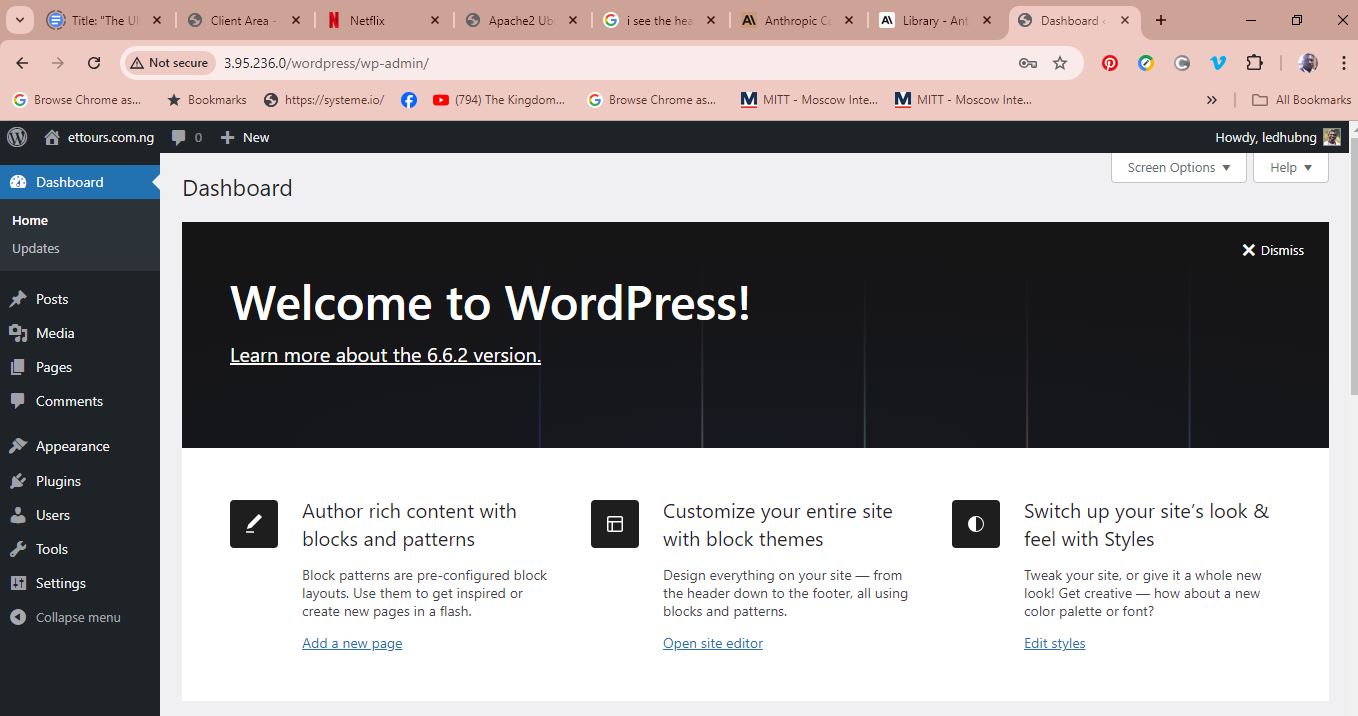 Title: "The Ul
Client Area -
Netflix
Apache2 Ub
i see the hea
Anthropic Co
Library - Ant
Dashboard ‹
Not secure
3.95.236.0/wordpress/wp-admin/
Browse Chrome as...
Bookmarks
https://systeme.io/
(794) The Kingdom...
Browse Chrome as...
MITT - Moscow Inte...
MITT - Moscow Inte...
All Bookmarks
ettours.com.ng
0
New
Howdy, ledhubng
Dashboard
Home
Updates
Posts
Media
Pages
Comments
Appearance
Plugins
Users
Tools
Settings
Collapse menu
Dashboard
Screen Options
Help
Dismiss
Welcome to WordPress!
Learn more about the 6.6.2 version.
Author rich content with
blocks and patterns
Block patterns are pre-configured block
layouts. Use them to get inspired or
create new pages in a flash.
Add a new page
Customize your entire site
with block themes
Design everything on your site — from
the header down to the footer, all using
blocks and patterns.
Open site editor
Switch up your site’s look &
feel with Styles
Tweak your site, or give it a whole new
look! Get creative — how about a new
color palette or font?
Edit styles